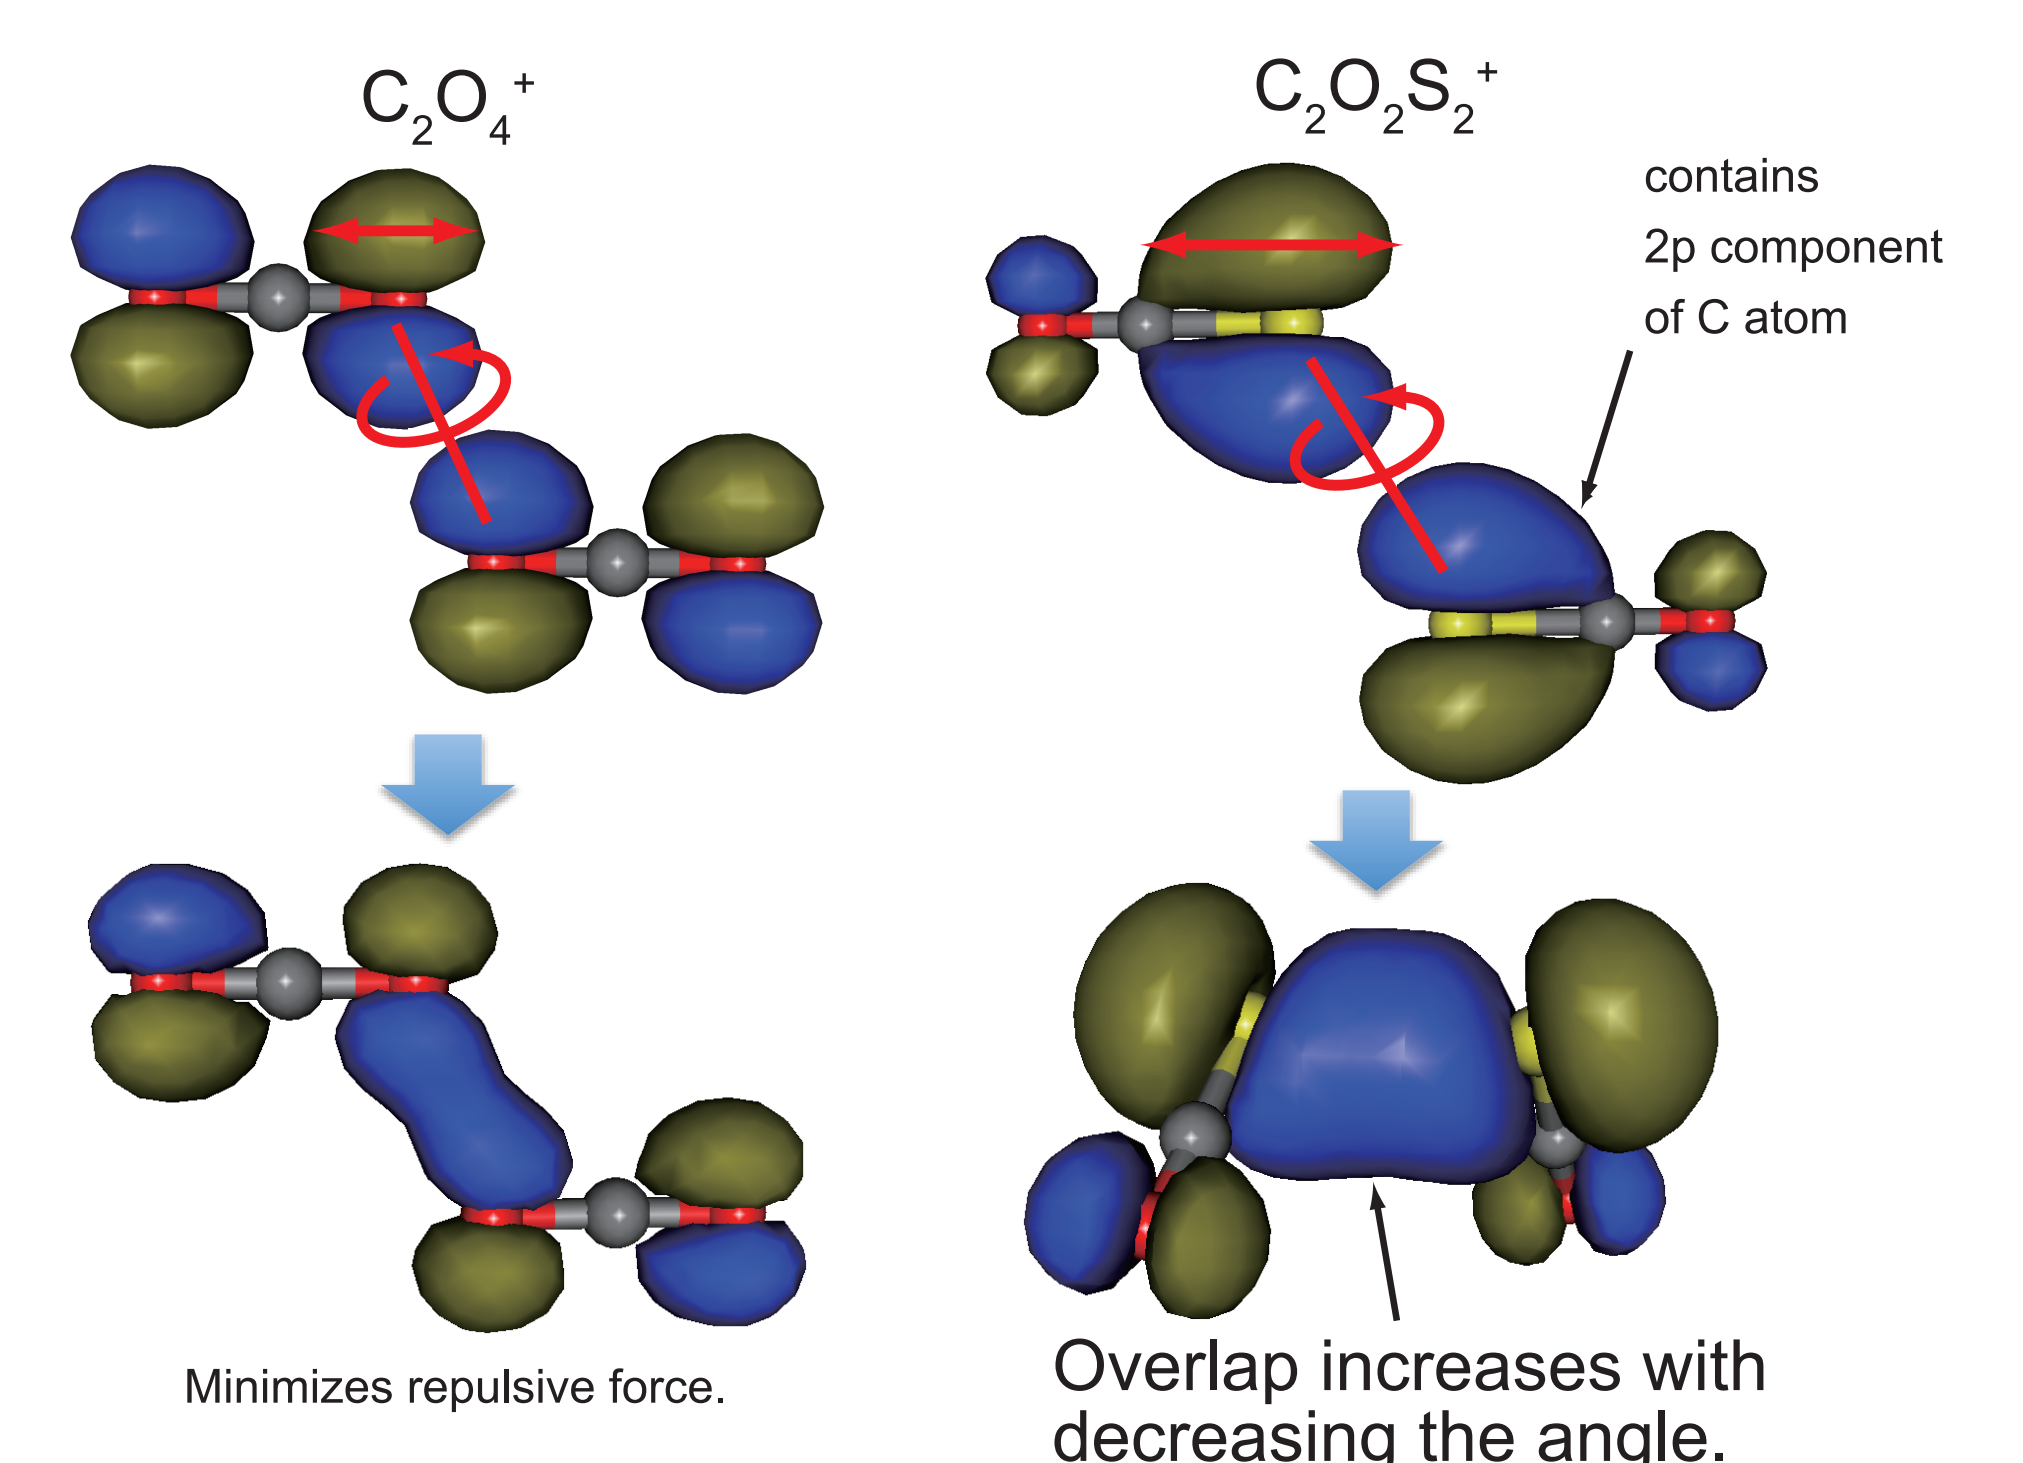 C₂O₄⁺
C₂O₂S₂⁺
contains
2p component
of C atom
Minimizes repulsive force.
Overlap increases with
decreasing the angle.